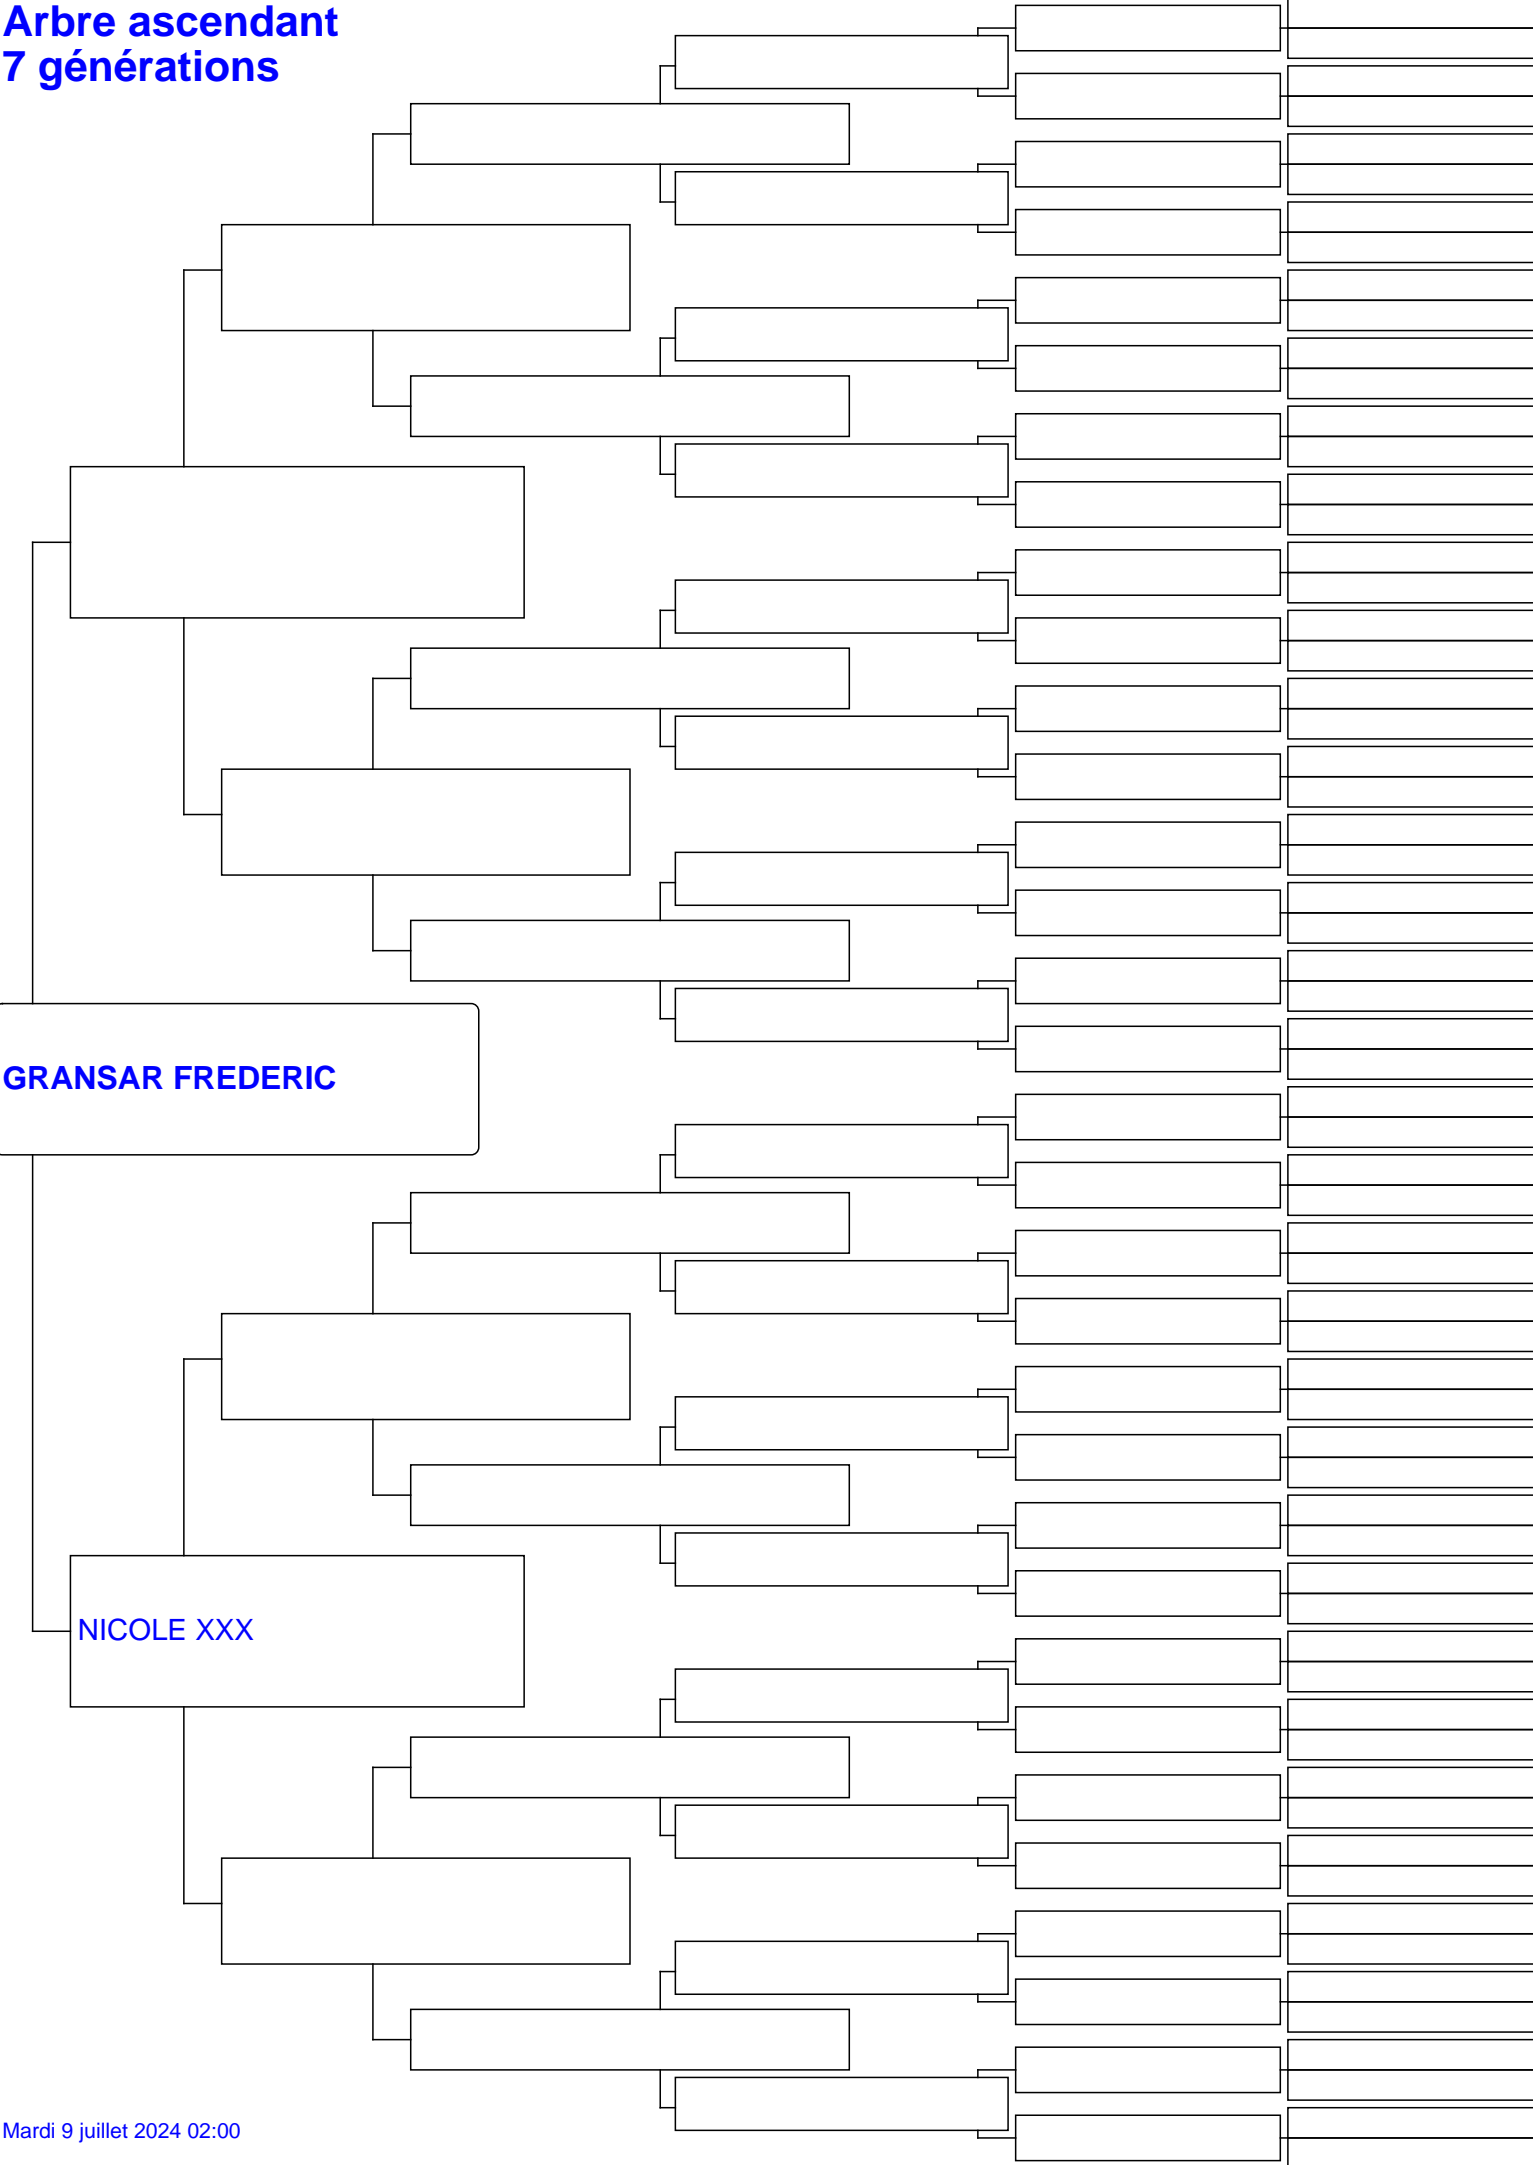 Arbre ascendant
7 générations
GRANSAR FREDERIC
NICOLE XXX
Mardi 9 juillet 2024 02:00